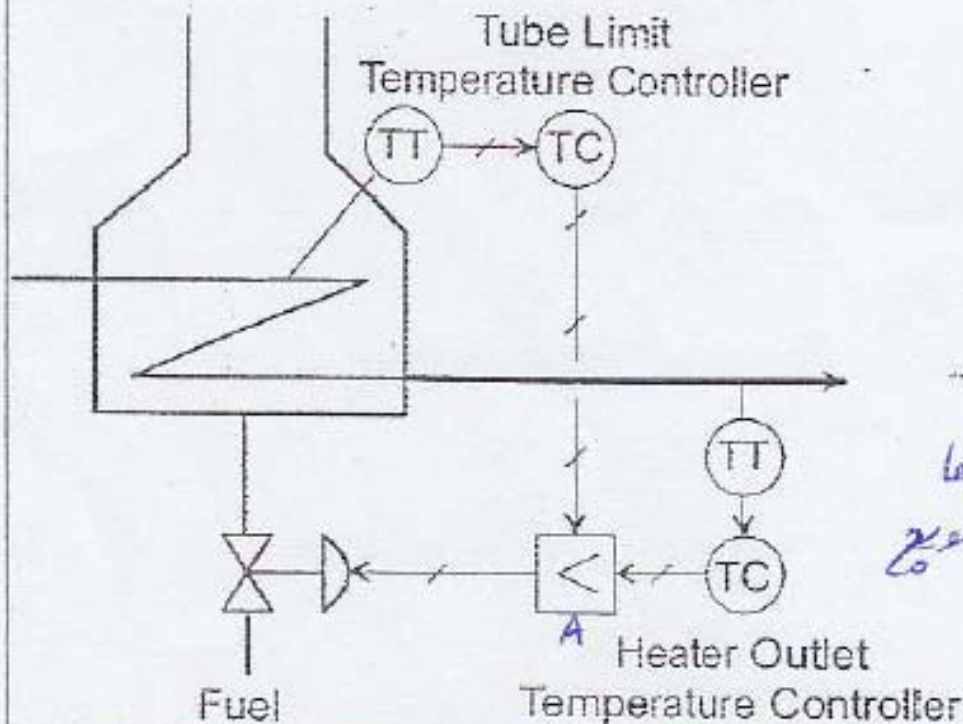 Tube Limit
Temperature Controller
TT
TC
TT
<
TC
A
Heater Outlet
Fuel
Temperature Controller